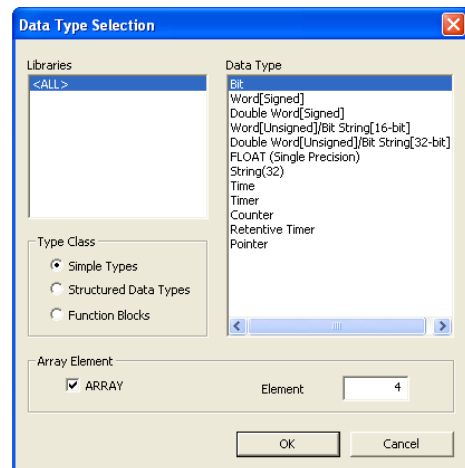 Data Type Selection
Libraries
<ALL>
Data Type
Bit
Word[Signed]
Double Word[Signed]
Word[Unsigned]/Bit String[16-bit]
Double Word[Unsigned]/Bit String[32-bit]
FLOAT (Single Precision)
String(32)
Time
Timer
Counter
Retentive Timer
Pointer
Type Class
Simple Types
Structured Data Types
Function Blocks
Array Element
ARRAY
Element
4
OK
Cancel